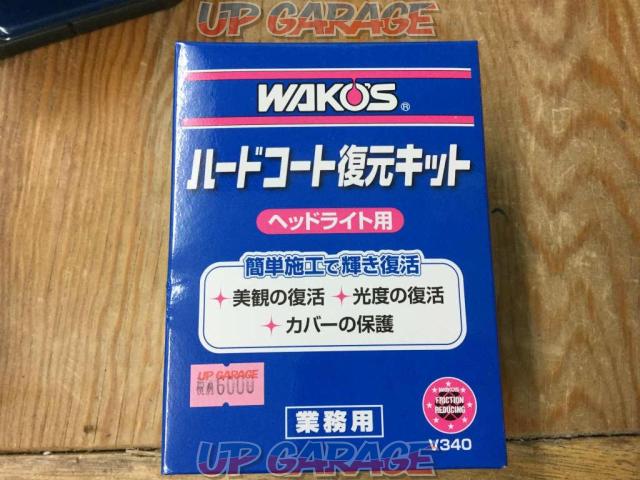 UP GARAGE
WAKO'S®
ハードコート復元キット
ヘッドライト用
簡単施工で輝き復活
美観の復活 光度の復活
カバーの保護
UP GARAGE
税抜 6000
WAKO'S
FRICTION
REDUCING
業務用
V340
UP GARAGE